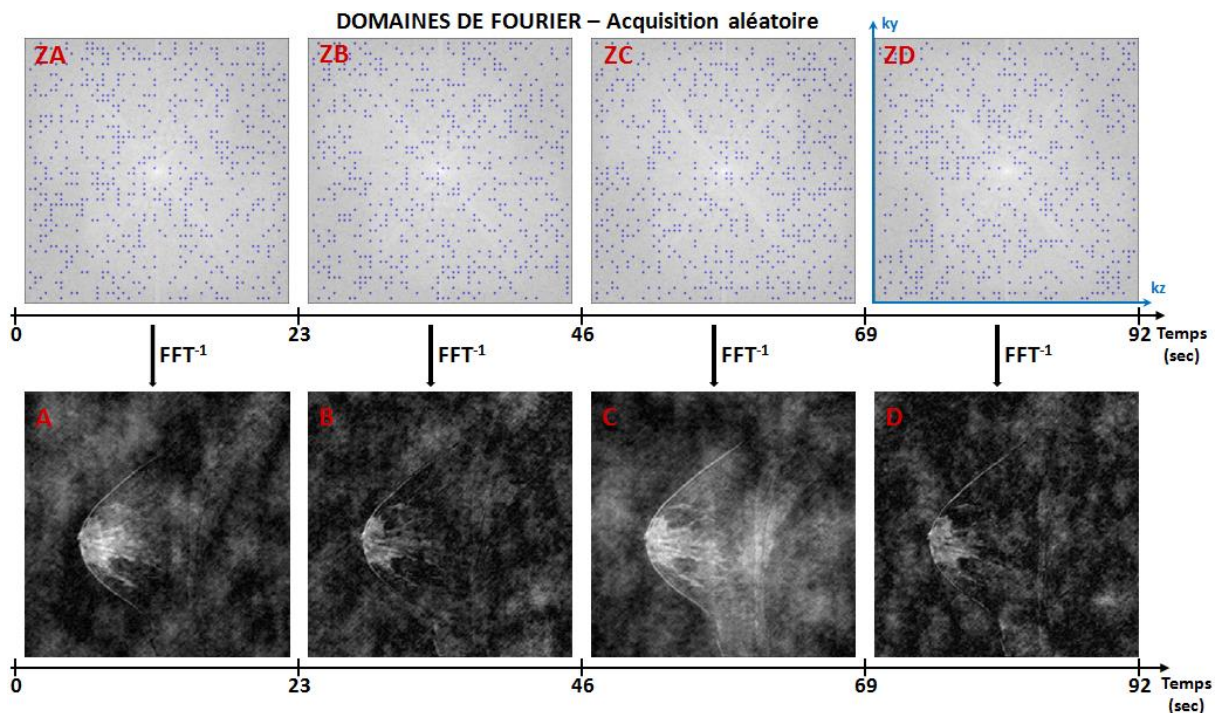 DOMAINES DE FOURIER – Acquisition aléatoire
ky
ZA
ZB
ZC
ZD
kz
0
23
46
69
92
Temps
(sec)
FFT-1
FFT-1
FFT-1
FFT-1
A
B
C
D
0
23
46
69
92
Temps
(sec)